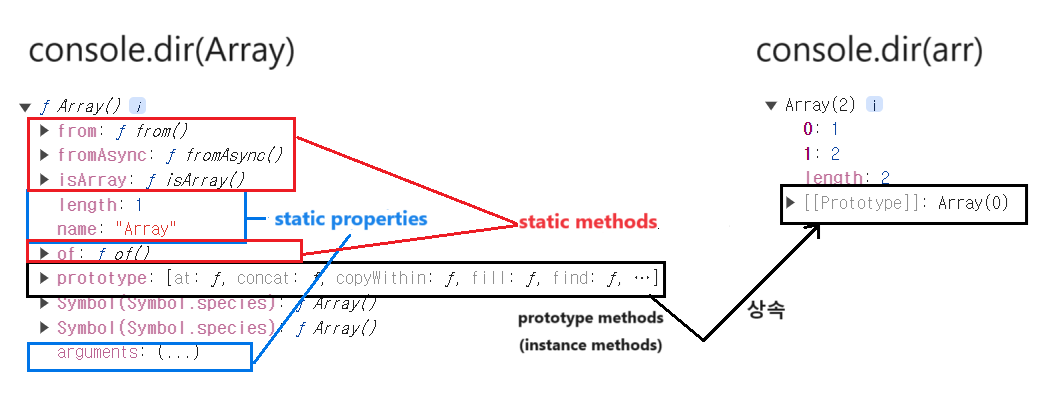 console.dir(Array)
▼ ƒ Array() i
▶ from: ƒ from()
▶ fromAsync: ƒ fromAsync()
▶ isArray: ƒ isArray()
length: 1
name: "Array"
▶ of: ƒ of()
▶ prototype: [at: ƒ, concat: ƒ, copyWithin: ƒ, fill: ƒ, find: ƒ, …]
▶ Symbol(Symbol.species): ƒ Array()
▶ Symbol(Symbol.species): ƒ Array()
arguments: (...)
static properties
static methods
prototype methods
(instance methods)
상속
console.dir(arr)
▼ Array(2) i
0: 1
1: 2
length: 2
▶ [[Prototype]]: Array(0)